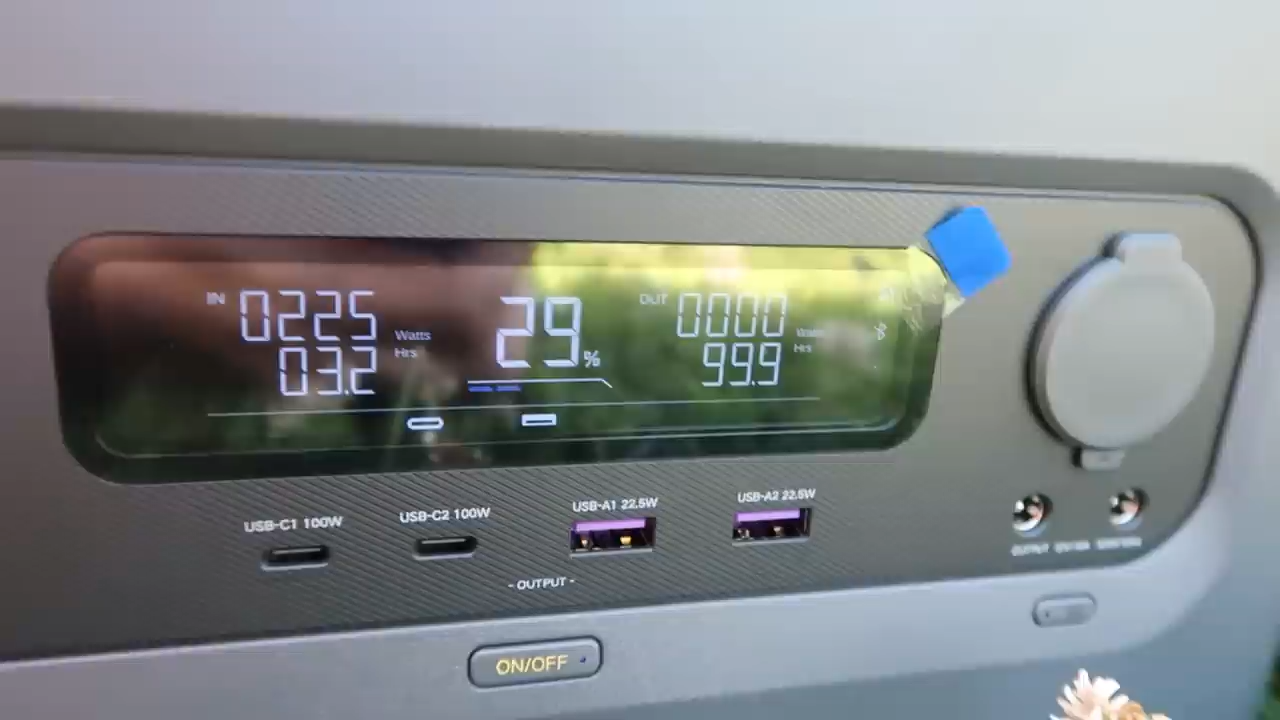 IN 0225 Watts
03.2 Hrs
29%
OUT 0000 Watts
99.9 Hrs
USB-C1 100W
USB-C2 100W
USB-A1 22.5W
USB-A2 22.5W
- OUTPUT -
OUTPUT
ON/OFF